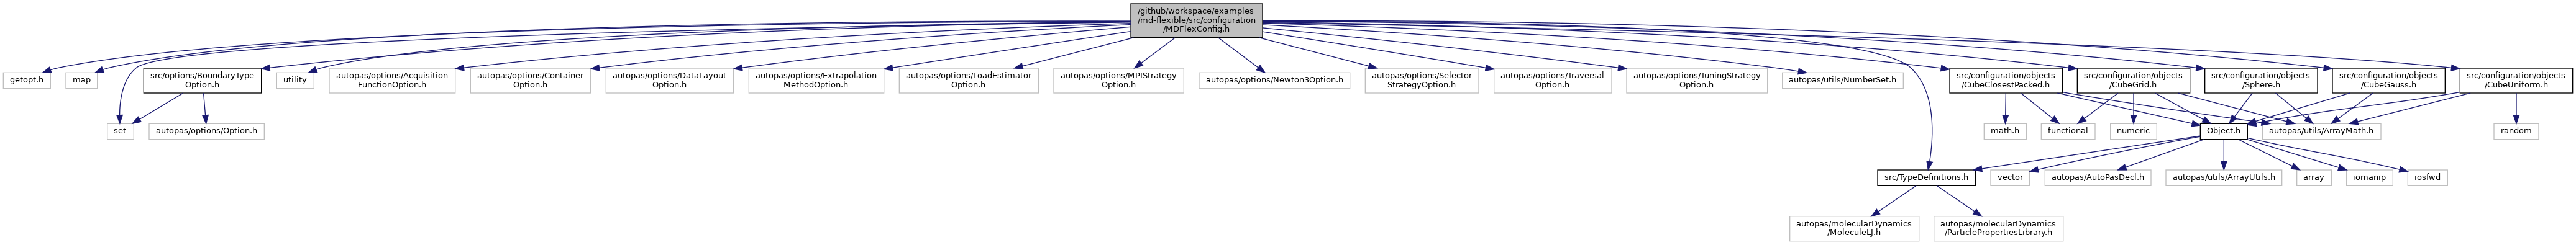 /github/workspace/examples
/md-flexible/src/configuration
/MDFlexConfig.h
getopt.h
map
src/options/BoundaryType
Option.h
utility
autopas/options/Acquisition
FunctionOption.h
autopas/options/Container
Option.h
autopas/options/DataLayout
Option.h
autopas/options/Extrapolation
MethodOption.h
autopas/options/LoadEstimator
Option.h
autopas/options/MPIStrategy
Option.h
autopas/options/Newton3Option.h
autopas/options/Selector
StrategyOption.h
autopas/options/Traversal
Option.h
autopas/options/TuningStrategy
Option.h
autopas/utils/NumberSet.h
src/configuration/objects
/CubeClosestPacked.h
src/configuration/objects
/CubeGrid.h
src/configuration/objects
/Sphere.h
src/configuration/objects
/CubeGauss.h
src/configuration/objects
/CubeUniform.h
set
autopas/options/Option.h
math.h
functional
numeric
Object.h
autopas/utils/ArrayMath.h
random
src/TypeDefinitions.h
vector
autopas/AutoPasDecl.h
autopas/utils/ArrayUtils.h
array
iomanip
iosfwd
autopas/molecularDynamics
/MoleculeLJ.h
autopas/molecularDynamics
/ParticlePropertiesLibrary.h